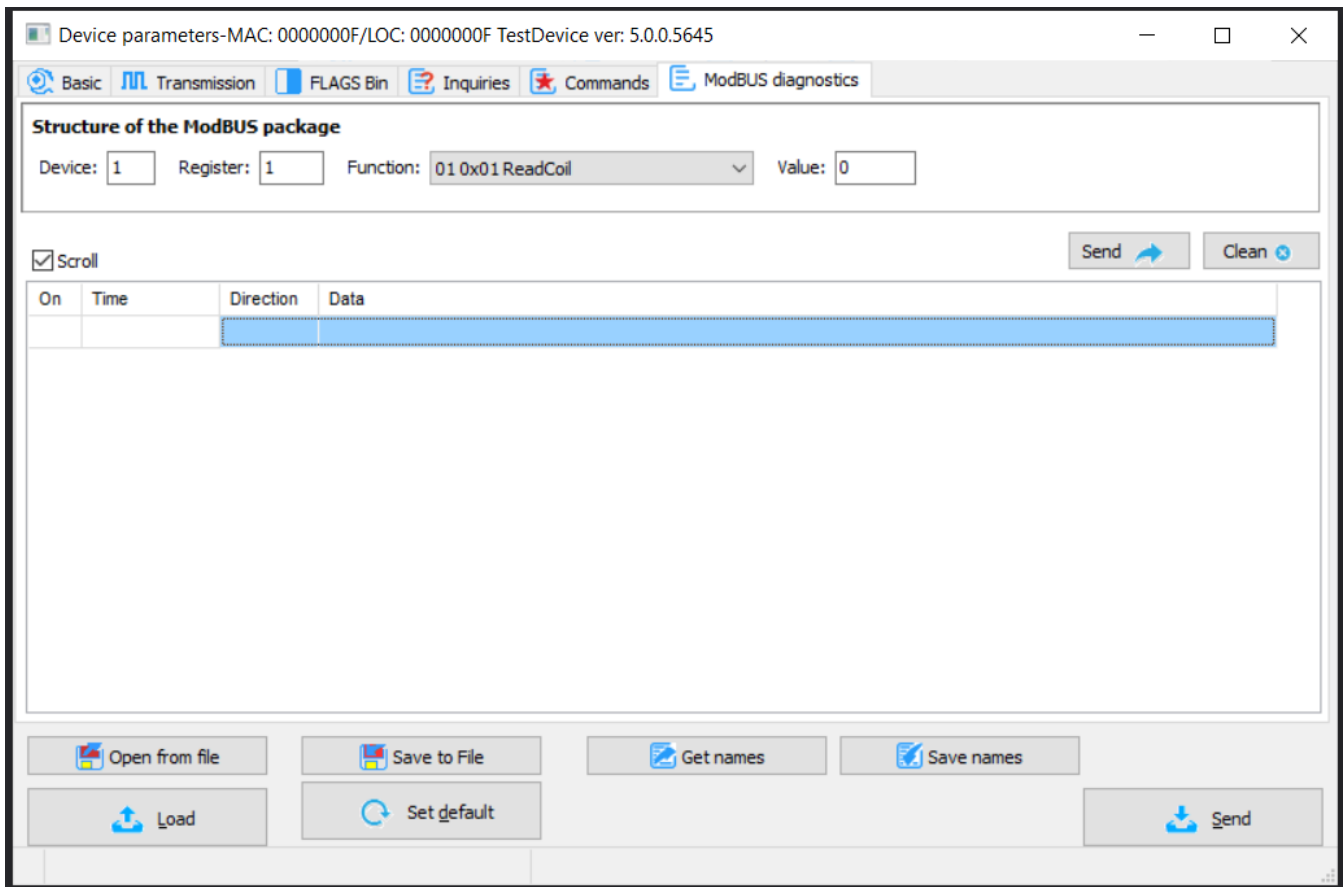 Device parameters-MAC: 0000000F/LOC: 0000000F TestDevice ver: 5.0.0.5645
Basic Transmission FLAGS Bin Inquiries Commands ModBUS diagnostics
Structure of the ModBUS package
Device: 1 Register: 1 Function: 01 0x01 ReadCoil Value: 0
Scroll Send Clean
On Time Direction Data
Open from file Save to File Get names Save names
Load Set default Send